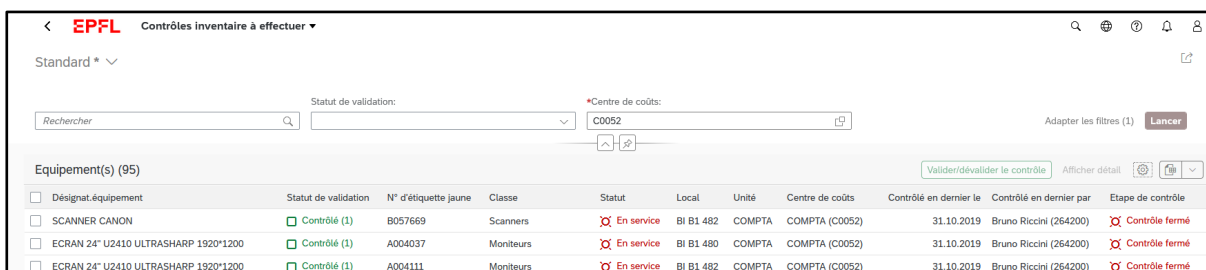 EPFL Contrôles inventaire à effectuer
Standard *
Statut de validation: *Centre de coûts:
Rechercher C0052 Adapter les filtres (1) Lancer
Equipement(s) (95) Valider/dévalider le contrôle Afficher détail
Désignat.équipement Statut de validation N° d'étiquette jaune Classe Statut Local Unité Centre de coûts Contrôlé en dernier le Contrôlé en dernier par Etape de contrôle
SCANNER CANON Contrôlé (1) B057669 Scanners En service BI B1 482 COMPTA COMPTA (C0052) 31.10.2019 Bruno Riccini (264200) Contrôle fermé
ECRAN 24" U2410 ULTRASHARP 1920*1200 Contrôlé (1) A004037 Moniteurs En service BI B1 480 COMPTA COMPTA (C0052) 31.10.2019 Bruno Riccini (264200) Contrôle fermé
ECRAN 24" U2410 ULTRASHARP 1920*1200 Contrôlé (1) A004111 Moniteurs En service BI B1 482 COMPTA COMPTA (C0052) 31.10.2019 Bruno Riccini (264200) Contrôle fermé